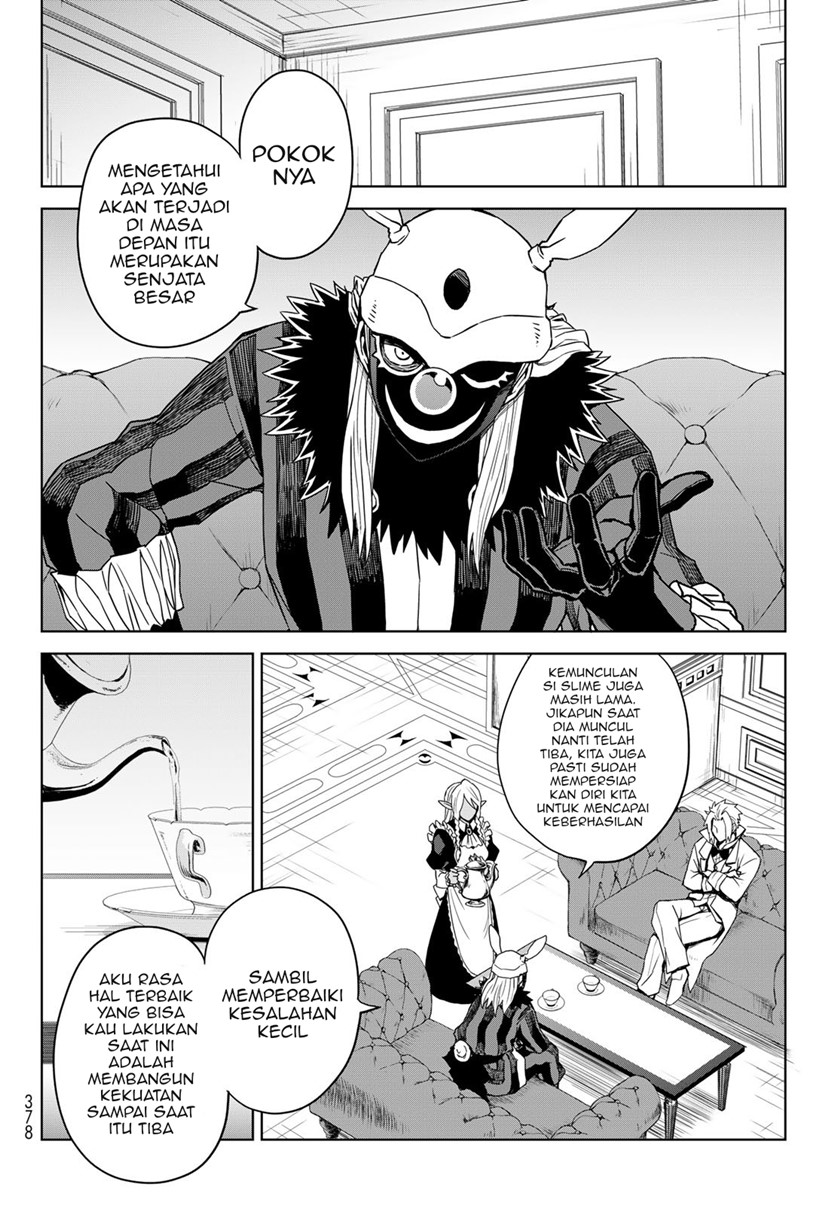 POKOK
NYA
MENGETAHUI
APA YANG
AKAN TERJADI
DI MASA
DEPAN ITU
MERUPAKAN
SENJATA
BESAR
KEMUNCULAN
SI SLIME JUGA
MASIH LAMA.
JIKAPUN SAAT
DIA MUNCUL
NANTI TELAH
TIBA, KITA JUGA
PASTI SUDAH
MEMPERSIAP
KAN DIRI KITA
UNTUK MENCAPAI
KEBERHASILAN
SAMBIL
MEMPERBAIKI
KESALAHAN
KECIL
AKU RASA
HAL TERBAIK
YANG BISA
KAU LAKUKAN
SAAT INI
ADALAH
MEMBANGUN
KEKUATAN
SAMPAI SAAT
ITU TIBA
378